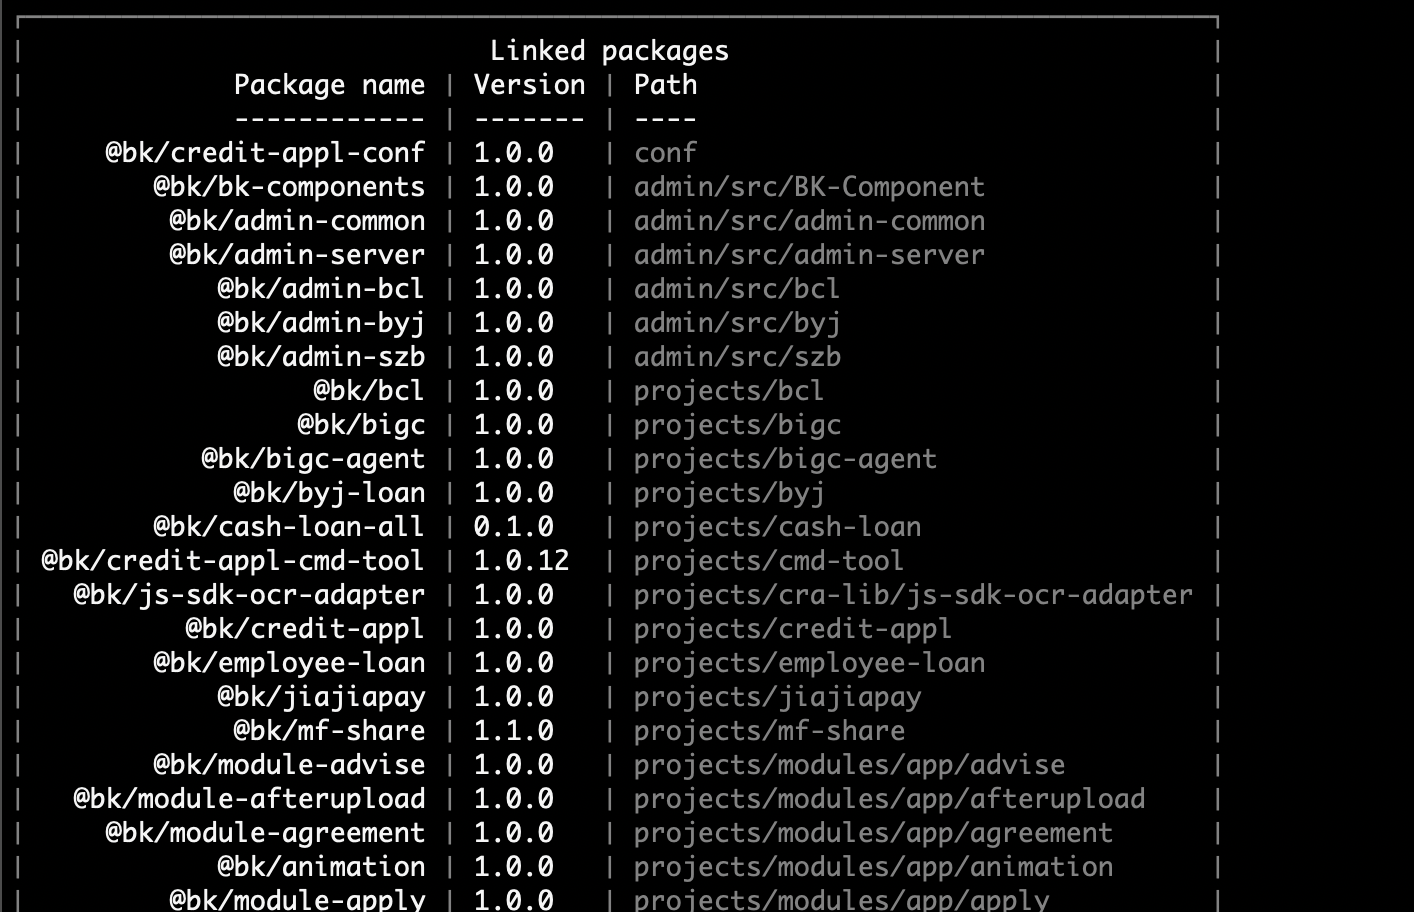 Linked packages
Package name | Version | Path
------------ | ------- | ----
@bk/credit-appl-conf | 1.0.0 | conf
@bk/bk-components | 1.0.0 | admin/src/BK-Component
@bk/admin-common | 1.0.0 | admin/src/admin-common
@bk/admin-server | 1.0.0 | admin/src/admin-server
@bk/admin-bcl | 1.0.0 | admin/src/bcl
@bk/admin-byj | 1.0.0 | admin/src/byj
@bk/admin-szb | 1.0.0 | admin/src/szb
@bk/bcl | 1.0.0 | projects/bcl
@bk/bigc | 1.0.0 | projects/bigc
@bk/bigc-agent | 1.0.0 | projects/bigc-agent
@bk/byj-loan | 1.0.0 | projects/byj
@bk/cash-loan-all | 0.1.0 | projects/cash-loan
@bk/credit-appl-cmd-tool | 1.0.12 | projects/cmd-tool
@bk/js-sdk-ocr-adapter | 1.0.0 | projects/cra-lib/js-sdk-ocr-adapter
@bk/credit-appl | 1.0.0 | projects/credit-appl
@bk/employee-loan | 1.0.0 | projects/employee-loan
@bk/jiajiapay | 1.0.0 | projects/jiajiapay
@bk/mf-share | 1.1.0 | projects/mf-share
@bk/module-advise | 1.0.0 | projects/modules/app/advise
@bk/module-afterupload | 1.0.0 | projects/modules/app/afterupload
@bk/module-agreement | 1.0.0 | projects/modules/app/agreement
@bk/animation | 1.0.0 | projects/modules/app/animation
@bk/module-apply | 1.0.0 | projects/modules/app/apply